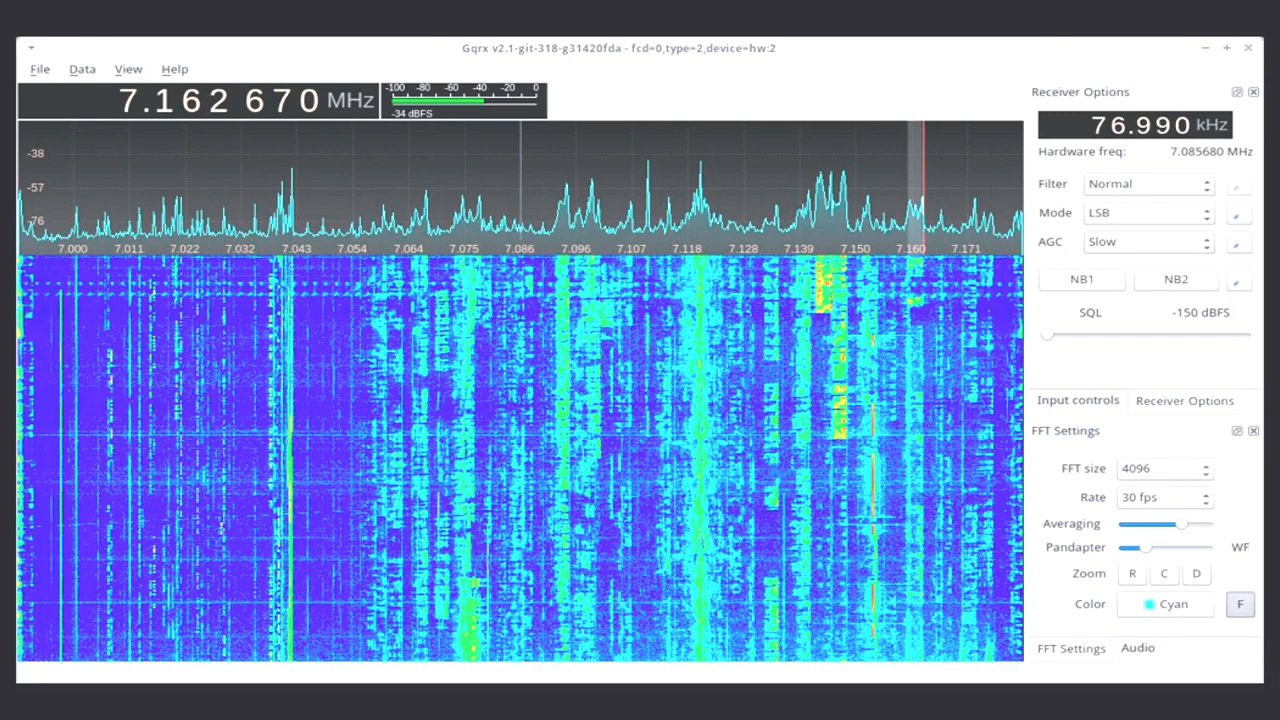 Gqrx v2.1-git-318-g31420fda - fcd=0,type=2,device=hw:2
File Data View Help
7.162 670 MHz
-100 -80 -60 -40 -20 0
-34 dBFS
-38
-57
-76
7.000 7.011 7.022 7.032 7.043 7.054 7.064 7.075 7.086 7.096 7.107 7.118 7.128 7.139 7.150 7.160 7.171
Receiver Options
76.990 kHz
Hardware freq: 7.085680 MHz
Filter Normal
Mode LSB
AGC Slow
NB1 NB2
SQL -150 dBFS
Input controls Receiver Options
FFT Settings
FFT size 4096
Rate 30 fps
Averaging
Pandapter WF
Zoom R C D
Color Cyan F
FFT Settings Audio